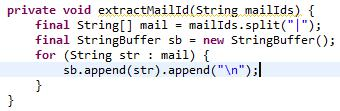 private void extractMailId(String mailIds) {
    final String[] mail = mailIds.split("|");
    final StringBuffer sb = new StringBuffer();
    for (String str : mail) {
        sb.append(str).append("\n");
    }
}